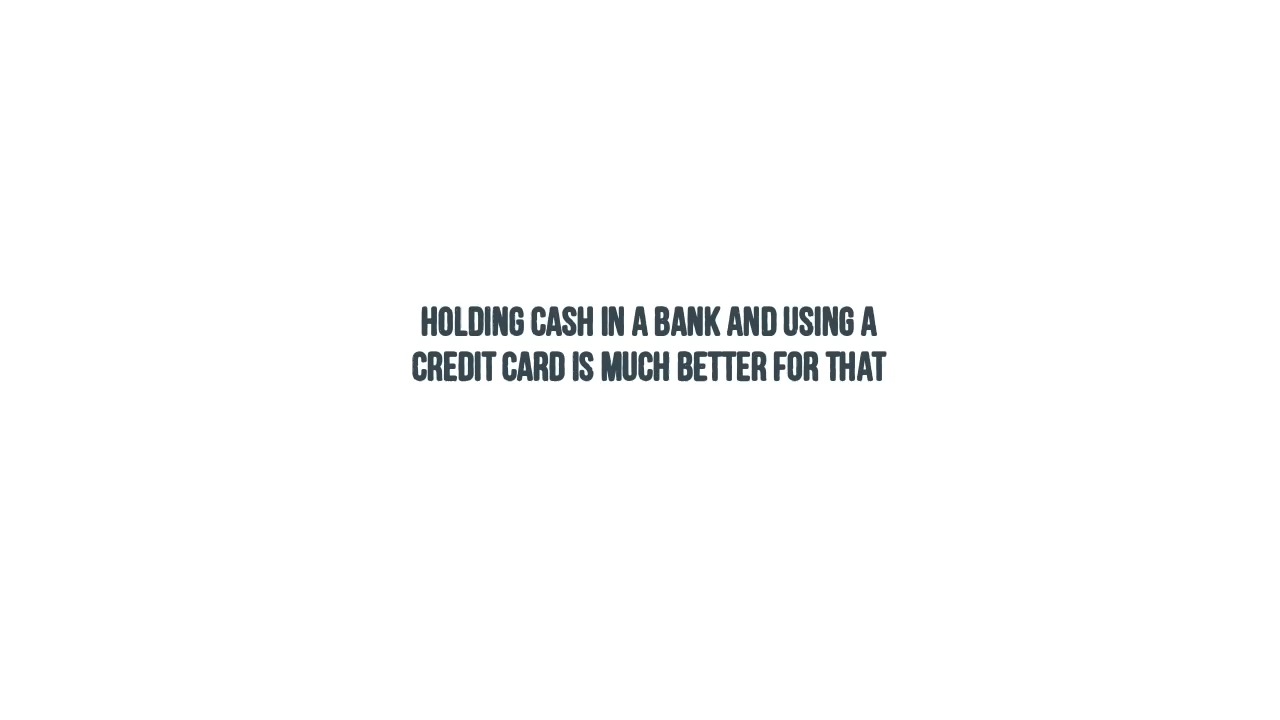 HOLDING CASH IN A BANK AND USING A
CREDIT CARD IS MUCH BETTER FOR THAT